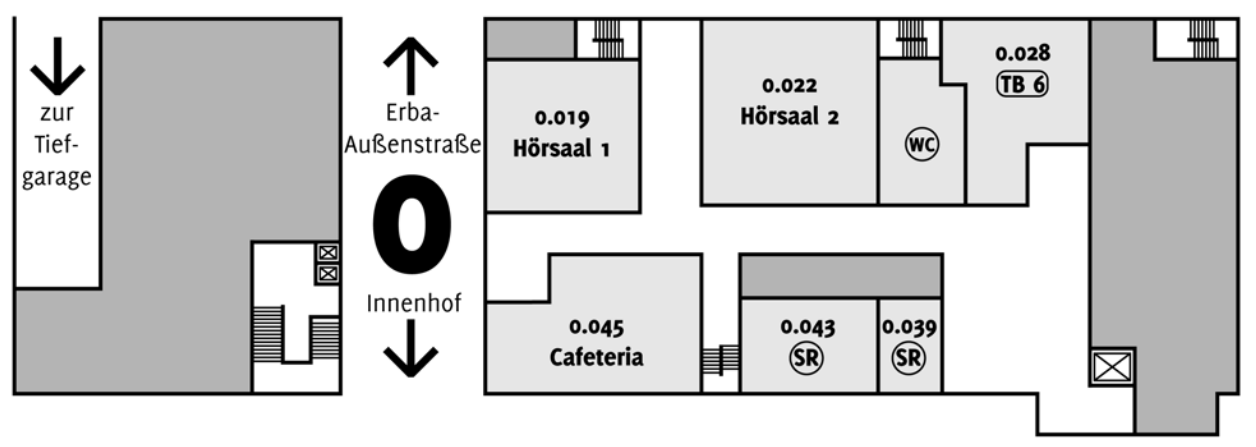 zur
Tief-
garage
Erba-
Außenstraße
0
Innenhof
0.019
Hörsaal 1
0.022
Hörsaal 2
WC
0.028
TB 6
0.045
Cafeteria
0.043
SR
0.039
SR